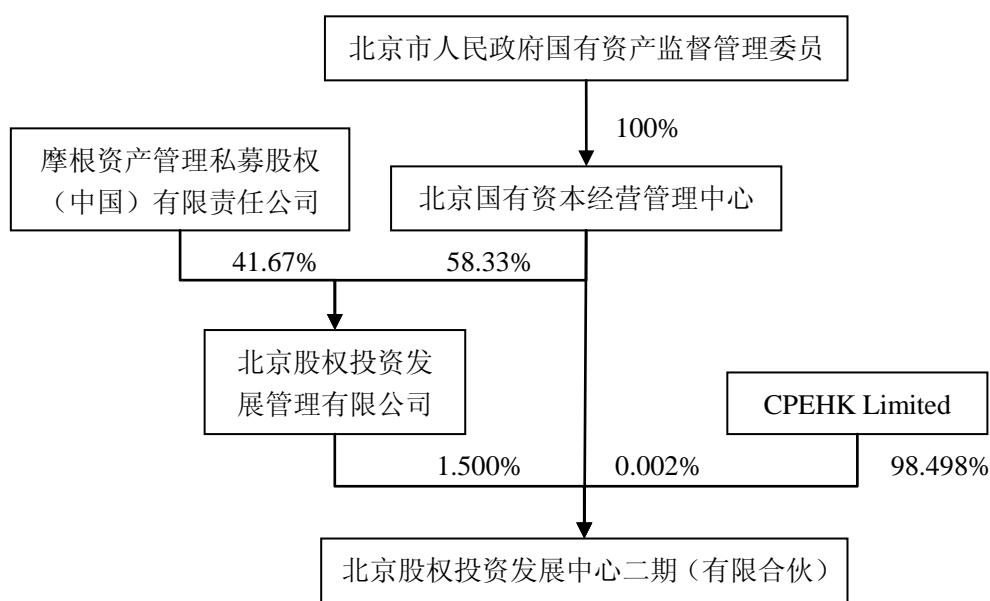 北京市人民政府国有资产监督管理委员
100%
摩根资产管理私募股权
（中国）有限责任公司
北京国有资本经营管理中心
41.67%
58.33%
北京股权投资发
展管理有限公司
CPEHK Limited
1.500%
0.002%
98.498%
北京股权投资发展中心二期（有限合伙）